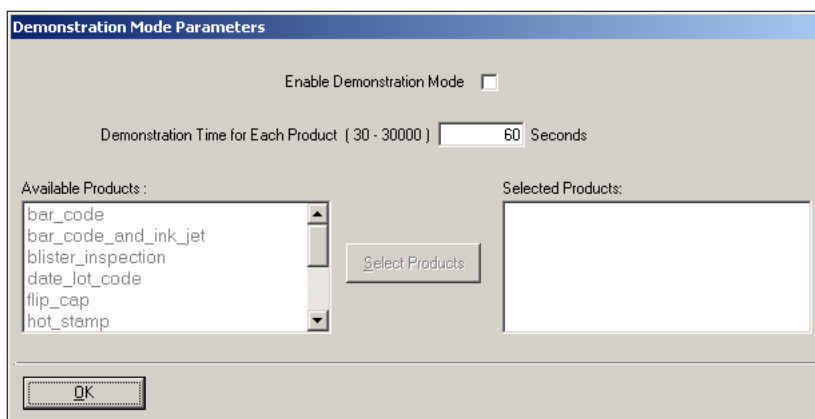 Demonstration Mode Parameters
Enable Demonstration Mode
Demonstration Time for Each Product ( 30 - 30000 ) 60 Seconds
Available Products :
bar_code
bar_code_and_ink_jet
blister_inspection
date_lot_code
flip_cap
hot_stamp
Select Products
Selected Products:
OK